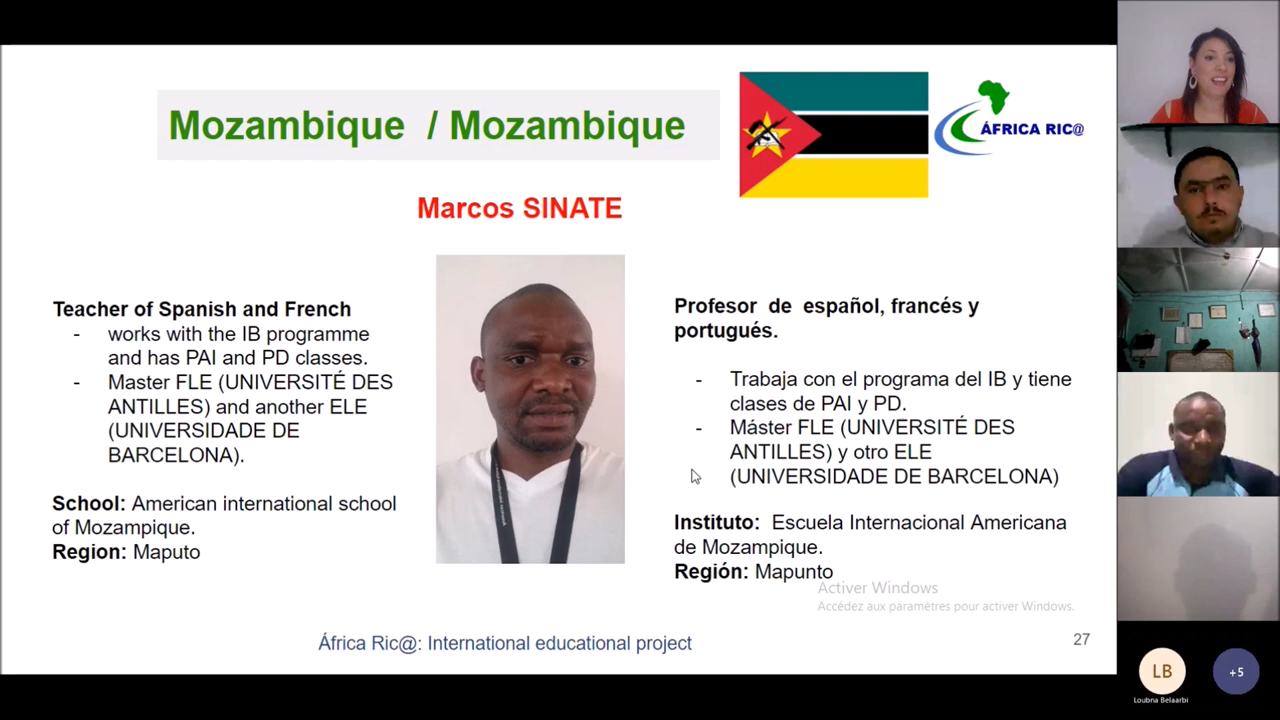 Mozambique / Mozambique
ÁFRICA RIC@
Marcos SINATE
Teacher of Spanish and French
- works with the IB programme
and has PAI and PD classes.
- Master FLE (UNIVERSITÉ DES
ANTILLES) and another ELE
(UNIVERSIDADE DE
BARCELONA).
School: American international school
of Mozampique.
Region: Maputo
Profesor de español, francés y
portugués.
- Trabaja con el programa del IB y tiene
clases de PAI y PD.
- Máster FLE (UNIVERSITÉ DES
ANTILLES) y otro ELE
(UNIVERSIDADE DE BARCELONA)
Instituto: Escuela Internacional Americana
de Mozampique.
Región: Mapunto
Activer Windows
Accédez aux paramètres pour activer Windows.
África Ric@: International educational project
27
LB
+5
Loubna Belaarbi